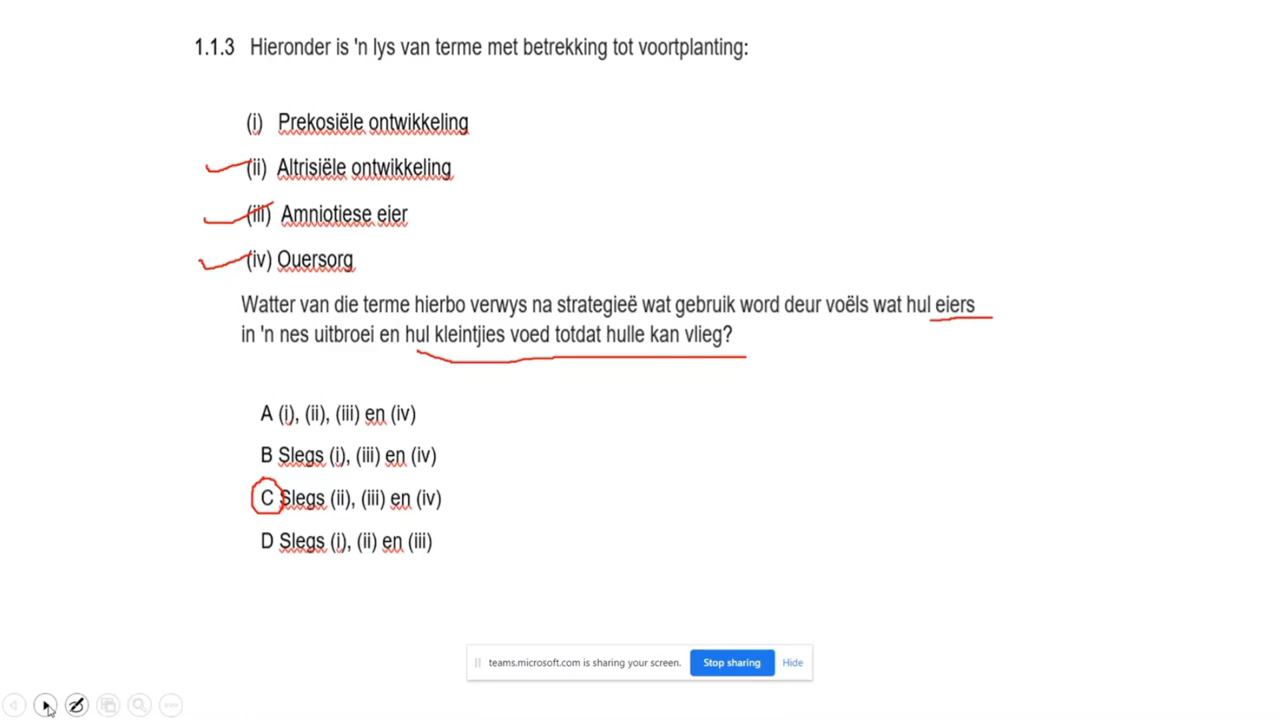 1.1.3 Hieronder is 'n lys van terme met betrekking tot voortplanting:
(i) Prekosiële ontwikkeling
(ii) Altrisiële ontwikkeling
(iii) Amniotiese eier
(iv) Ouersorg
Watter van die terme hierbo verwys na strategieë wat gebruik word deur voëls wat hul eiers
in 'n nes uitbroei en hul kleintjies voed totdat hulle kan vlieg?
A (i), (ii), (iii) en (iv)
B Slegs (i), (iii) en (iv)
C Slegs (ii), (iii) en (iv)
D Slegs (i), (ii) en (iii)
teams.microsoft.com is sharing your screen. Stop sharing Hide